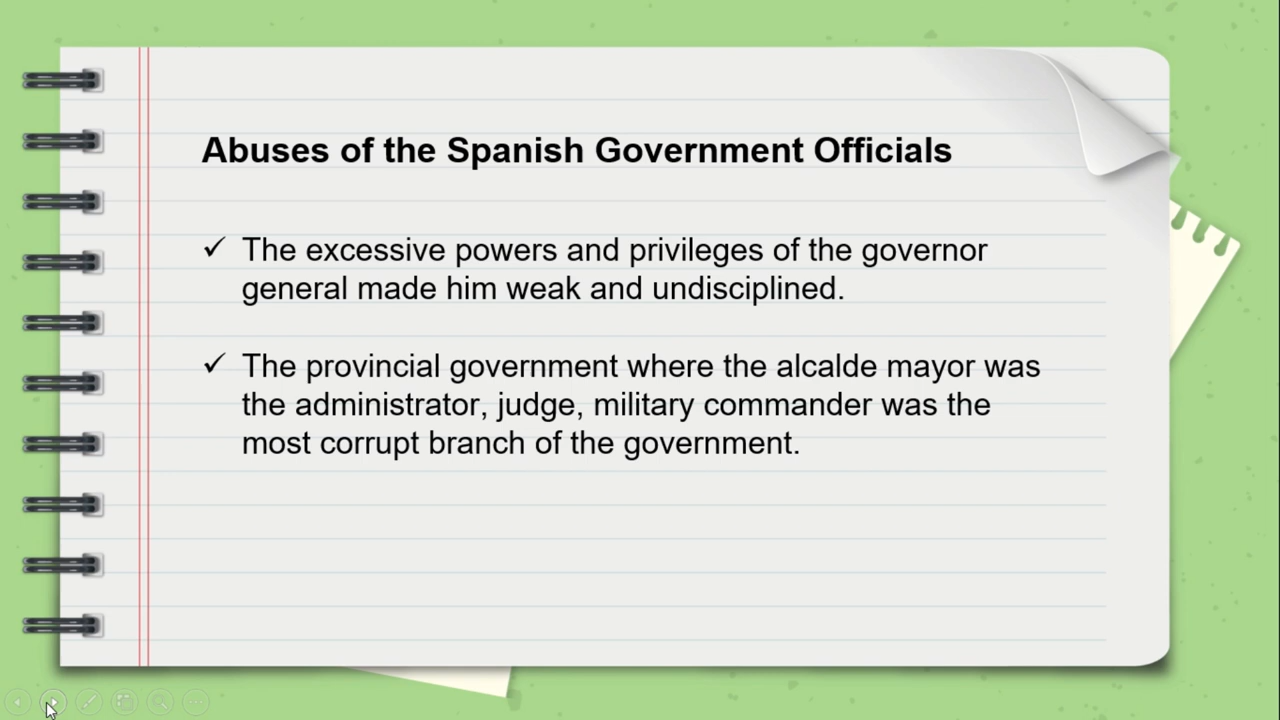 Abuses of the Spanish Government Officials
✓ The excessive powers and privileges of the governor
general made him weak and undisciplined.
✓ The provincial government where the alcalde mayor was
the administrator, judge, military commander was the
most corrupt branch of the government.